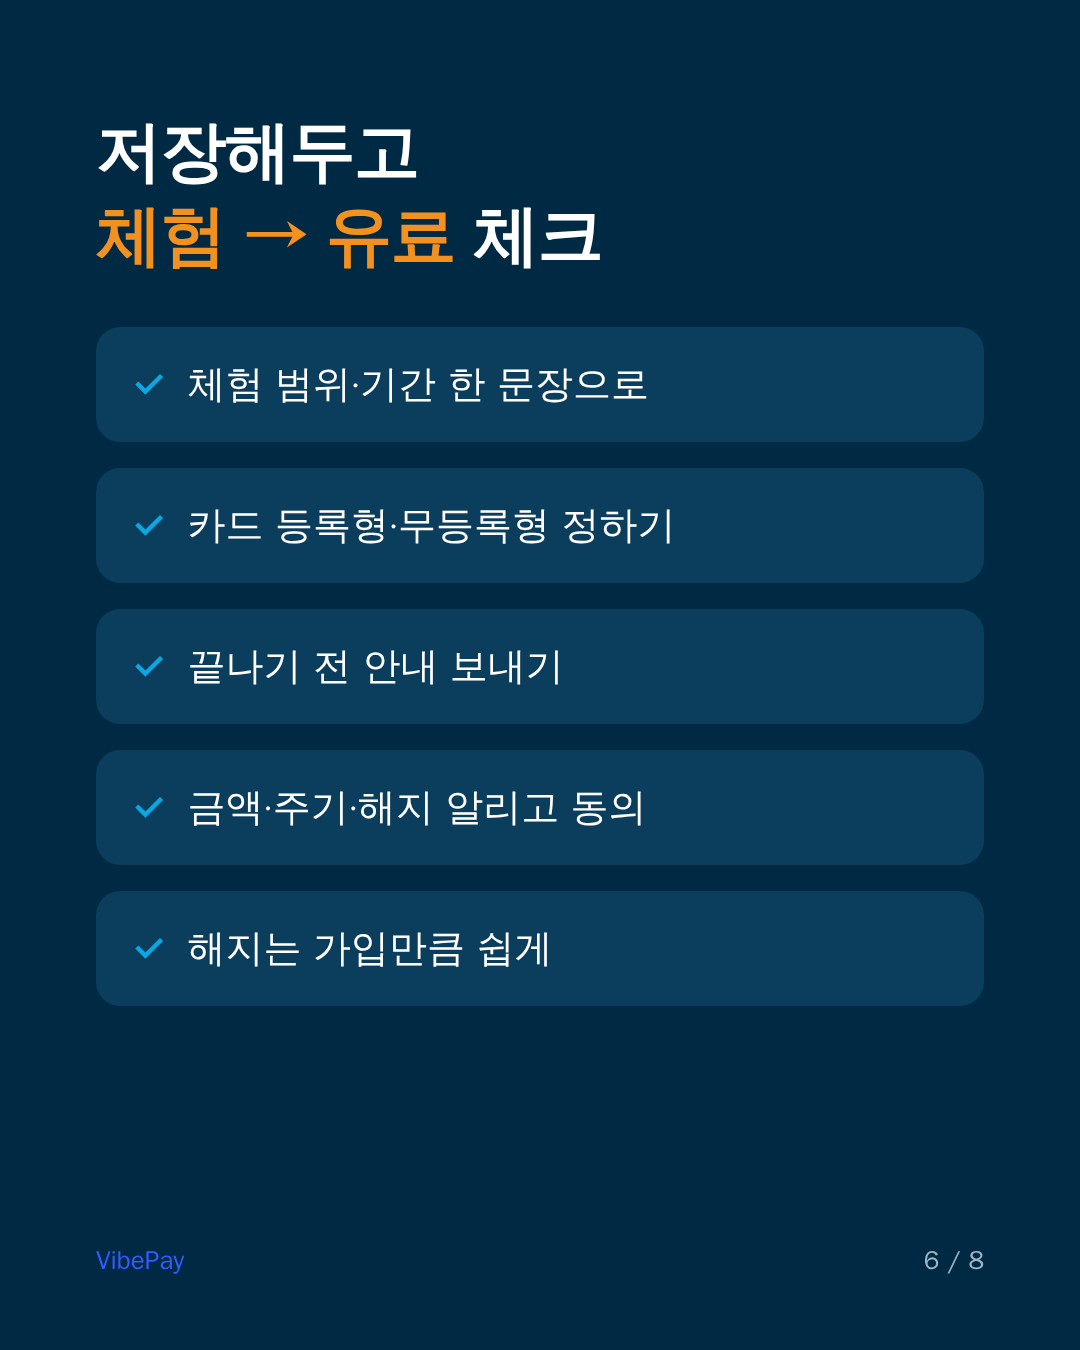 저장해두고
체험 → 유료 체크
체험 범위·기간 한 문장으로
카드 등록형·무등록형 정하기
끝나기 전 안내 보내기
금액·주기·해지 알리고 동의
해지는 가입만큼 쉽게
VibePay
6 / 8